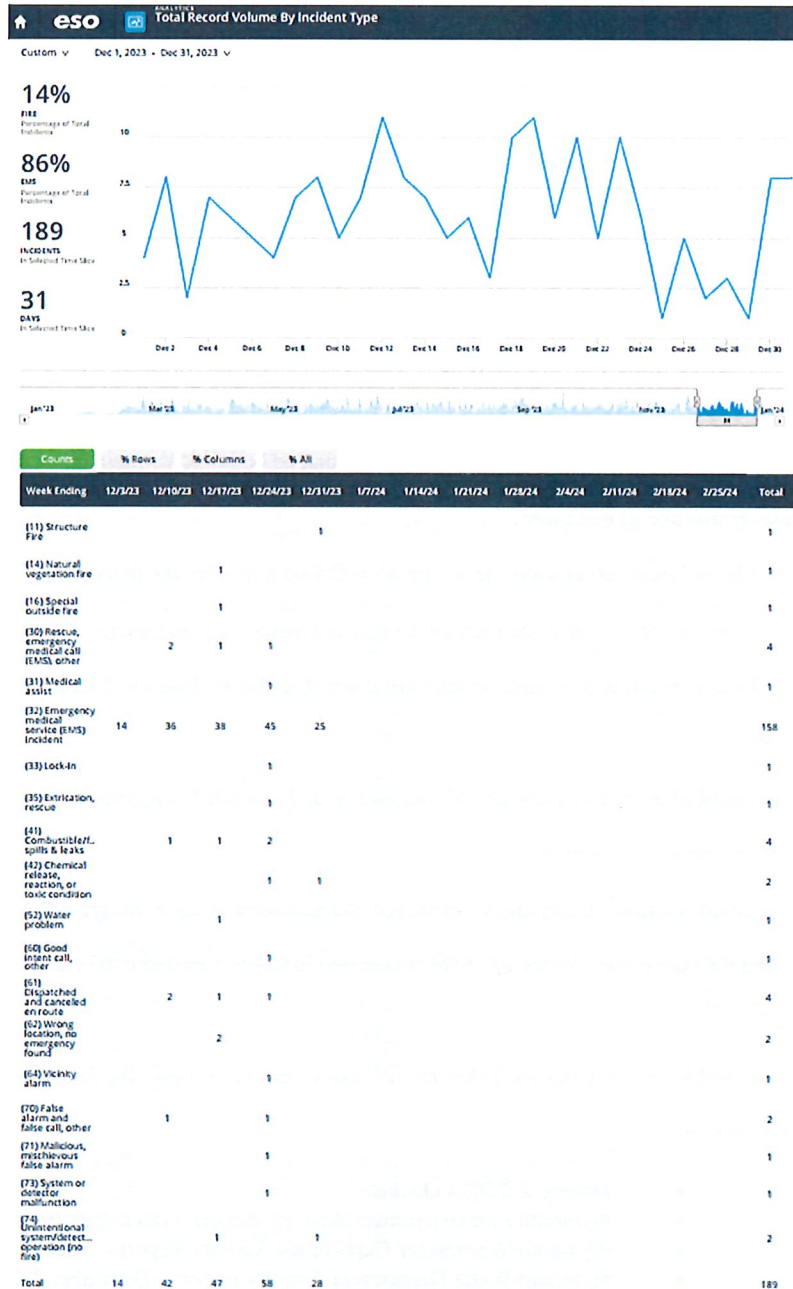 ANALYTICS
eso Total Record Volume By Incident Type
Custom Dec 1, 2023 - Dec 31, 2023
14%
FIRE
Percentage of Total
Incidents
86%
EMS
Percentage of Total
Incidents
189
INCIDENTS
In Selected Time Slice
31
DAYS
In Selected Time Slice
10
7.5
5
2.5
0
Dec 2 Dec 4 Dec 6 Dec 8 Dec 10 Dec 12 Dec 14 Dec 16 Dec 18 Dec 20 Dec 22 Dec 24 Dec 26 Dec 28 Dec 30
Jan '23 Mar '23 May '23 Jul '23 Sep '23 Nov '23 Jan '24
Counts % Rows % Columns % All
Week Ending 12/3/23 12/10/23 12/17/23 12/24/23 12/31/23 1/7/24 1/14/24 1/21/24 1/28/24 2/4/24 2/11/24 2/18/24 2/25/24 Total
(11) Structure
Fire 1 1
(14) Natural
vegetation fire 1 1
(16) Special
outside fire 1 1
(30) Rescue,
emergency
medical call 2 1 1 4
(EMS), other
(31) Medical
assist 1 1
(32) Emergency
medical
service (EMS) 14 36 38 45 25 158
Incident
(33) Lock-In 1 1
(35) Extrication,
rescue 1 1
(41)
Combustible/f... 1 1 2 4
spills & leaks
(42) Chemical
release,
reaction, or 1 1 2
toxic condition
(52) Water
problem 1 1
(60) Good
intent call, 1 1
other
(61)
Dispatched
and canceled 2 1 1 4
en route
(62) Wrong
location, no
emergency 2 2
found
(64) Vicinity
alarm 1 1
(70) False
alarm and 1 1 2
false call, other
(71) Malicious,
mischievous 1 1
false alarm
(73) System or
detector 1 1
malfunction
(74)
Unintentional
system/detect... 1 1 2
operation (no
fire)
Total 14 42 47 58 28 189